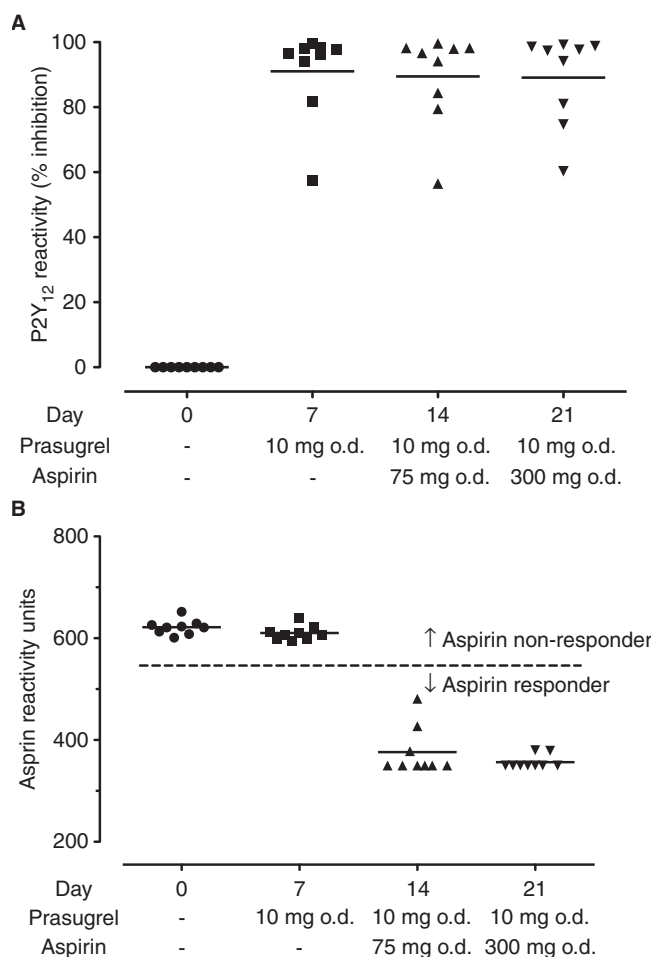 A
100
80
60
40
20
0
P2Y12 reactivity (% inhibition)
Day 0 7 14 21
Prasugrel - 10 mg o.d. 10 mg o.d. 10 mg o.d.
Aspirin - - 75 mg o.d. 300 mg o.d.
B
800
600
400
200
Asprin reactivity units
↑ Aspirin non-responder
↓ Aspirin responder
Day 0 7 14 21
Prasugrel - 10 mg o.d. 10 mg o.d. 10 mg o.d.
Aspirin - - 75 mg o.d. 300 mg o.d.